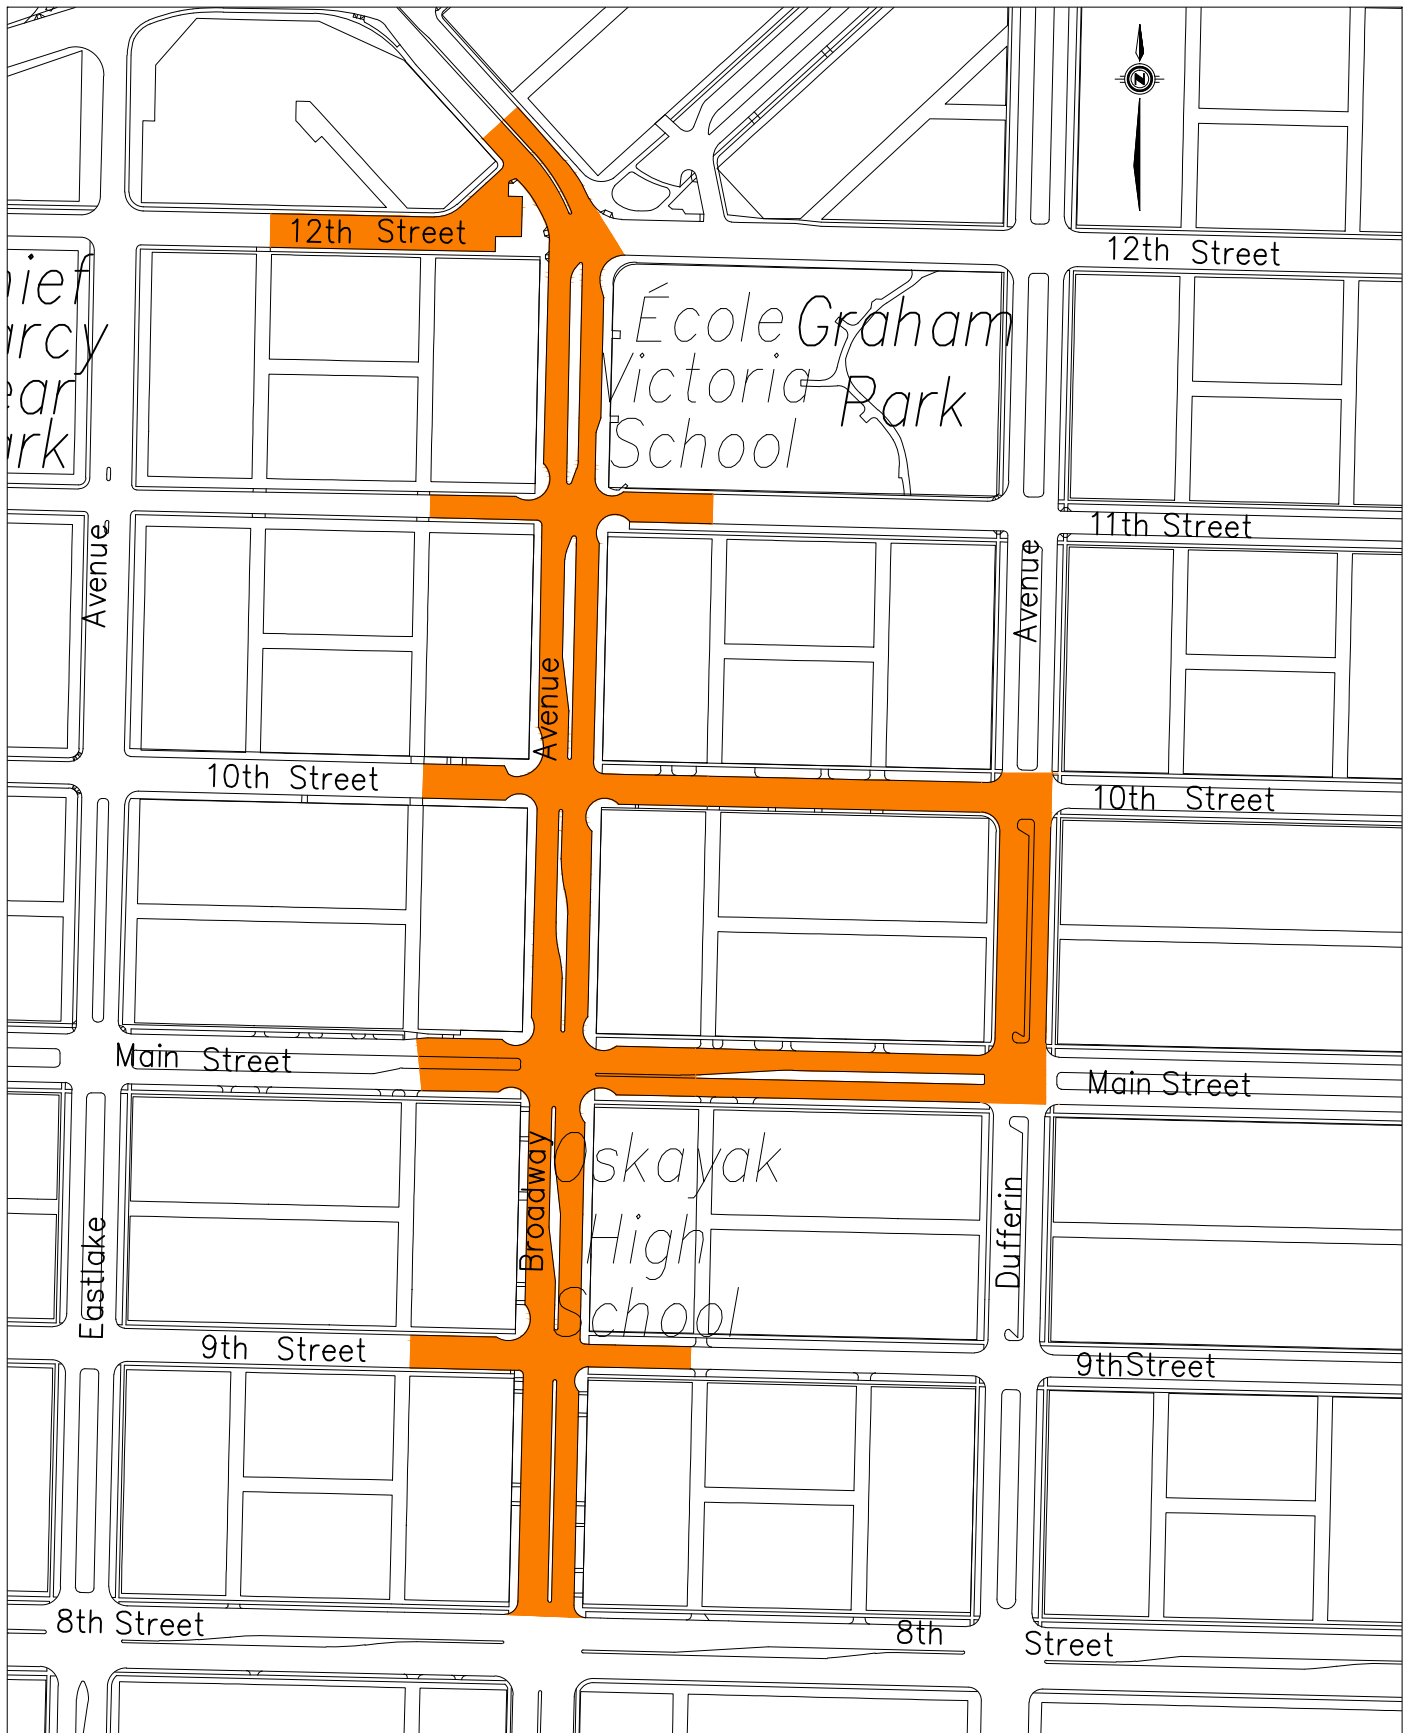 12th Street
12th Street
École
Victoria
School
Graham
Park
11th Street
Avenue
Avenue
Avenue
10th Street
10th Street
Main Street
Main Street
Oskayak
High
School
Broadway
Eastlake
Dufferin
9th Street
9thStreet
8th Street
8th Street